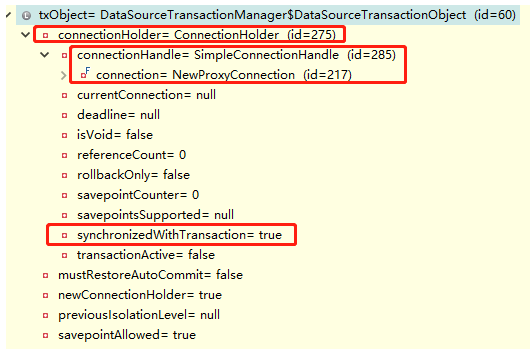 txObject= DataSourceTransactionManager$DataSourceTransactionObject (id=60)
connectionHolder= ConnectionHolder (id=275)
connectionHandle= SimpleConnectionHandle (id=285)
connection= NewProxyConnection (id=217)
currentConnection= null
deadline= null
isVoid= false
referenceCount= 0
rollbackOnly= false
savepointCounter= 0
savepointsSupported= null
synchronizedWithTransaction= true
transactionActive= false
mustRestoreAutoCommit= false
newConnectionHolder= true
previousIsolationLevel= null
savepointAllowed= true